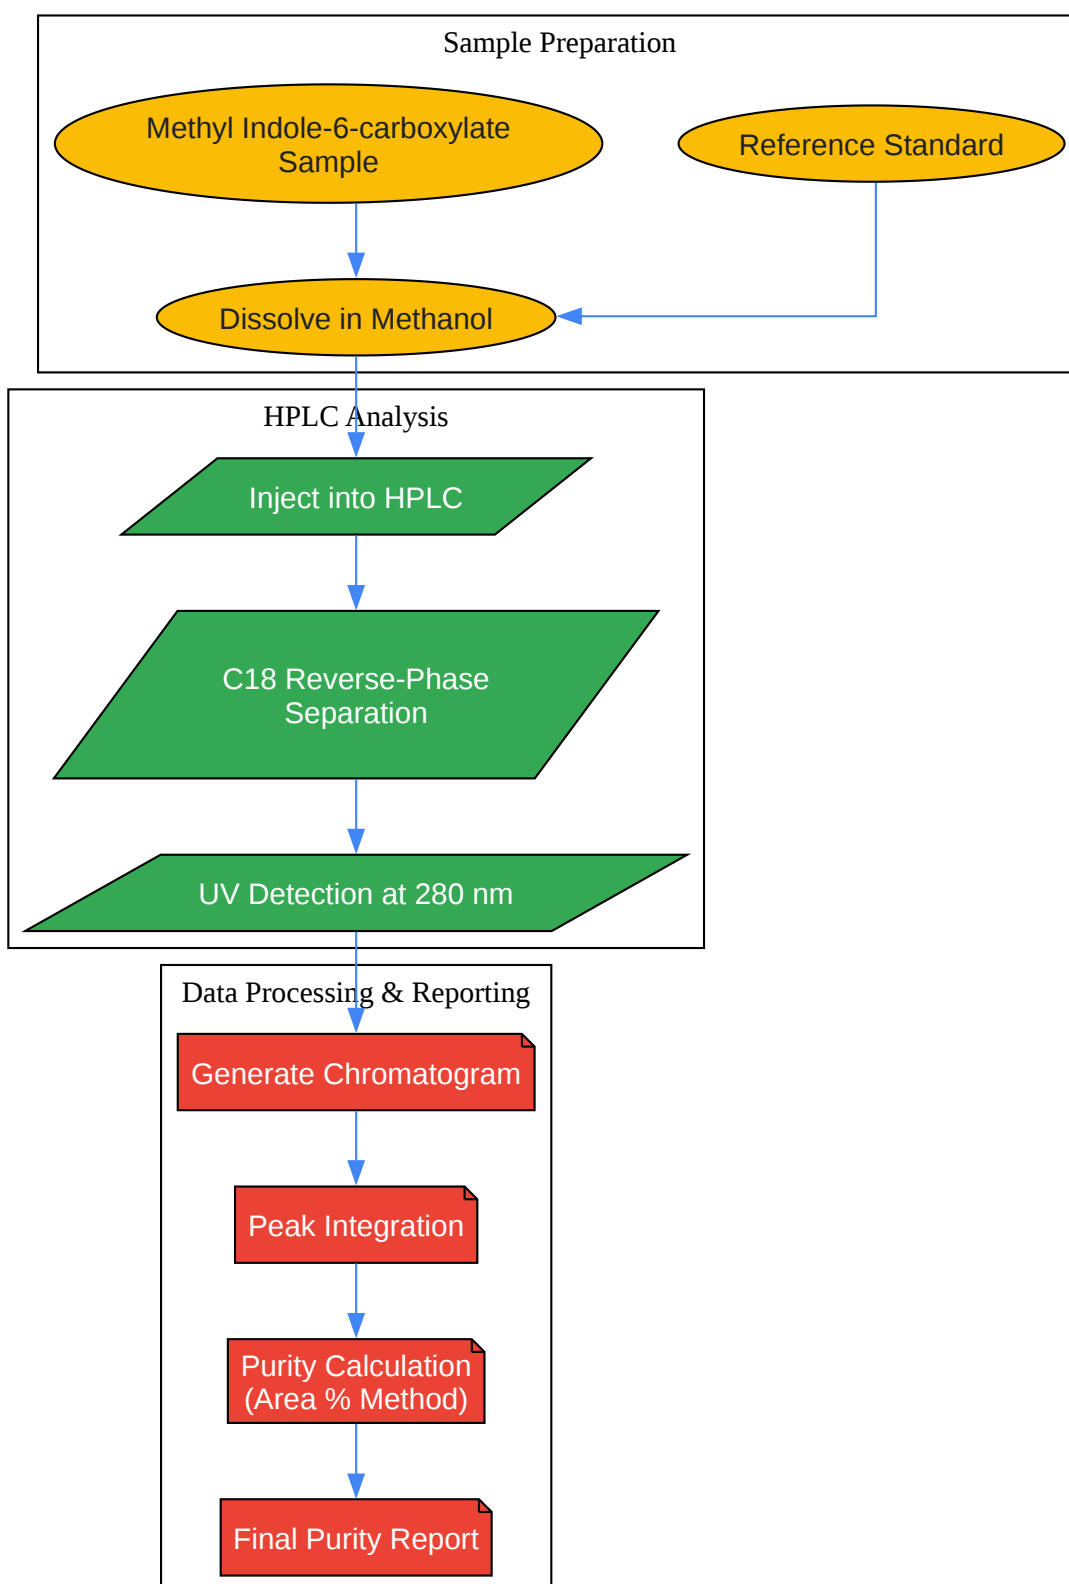 Sample Preparation
Methyl Indole-6-carboxylate
Sample
Reference Standard
Dissolve in Methanol
HPLC Analysis
Inject into HPLC
C18 Reverse-Phase
Separation
UV Detection at 280 nm
Data Processing & Reporting
Generate Chromatogram
Peak Integration
Purity Calculation
(Area % Method)
Final Purity Report